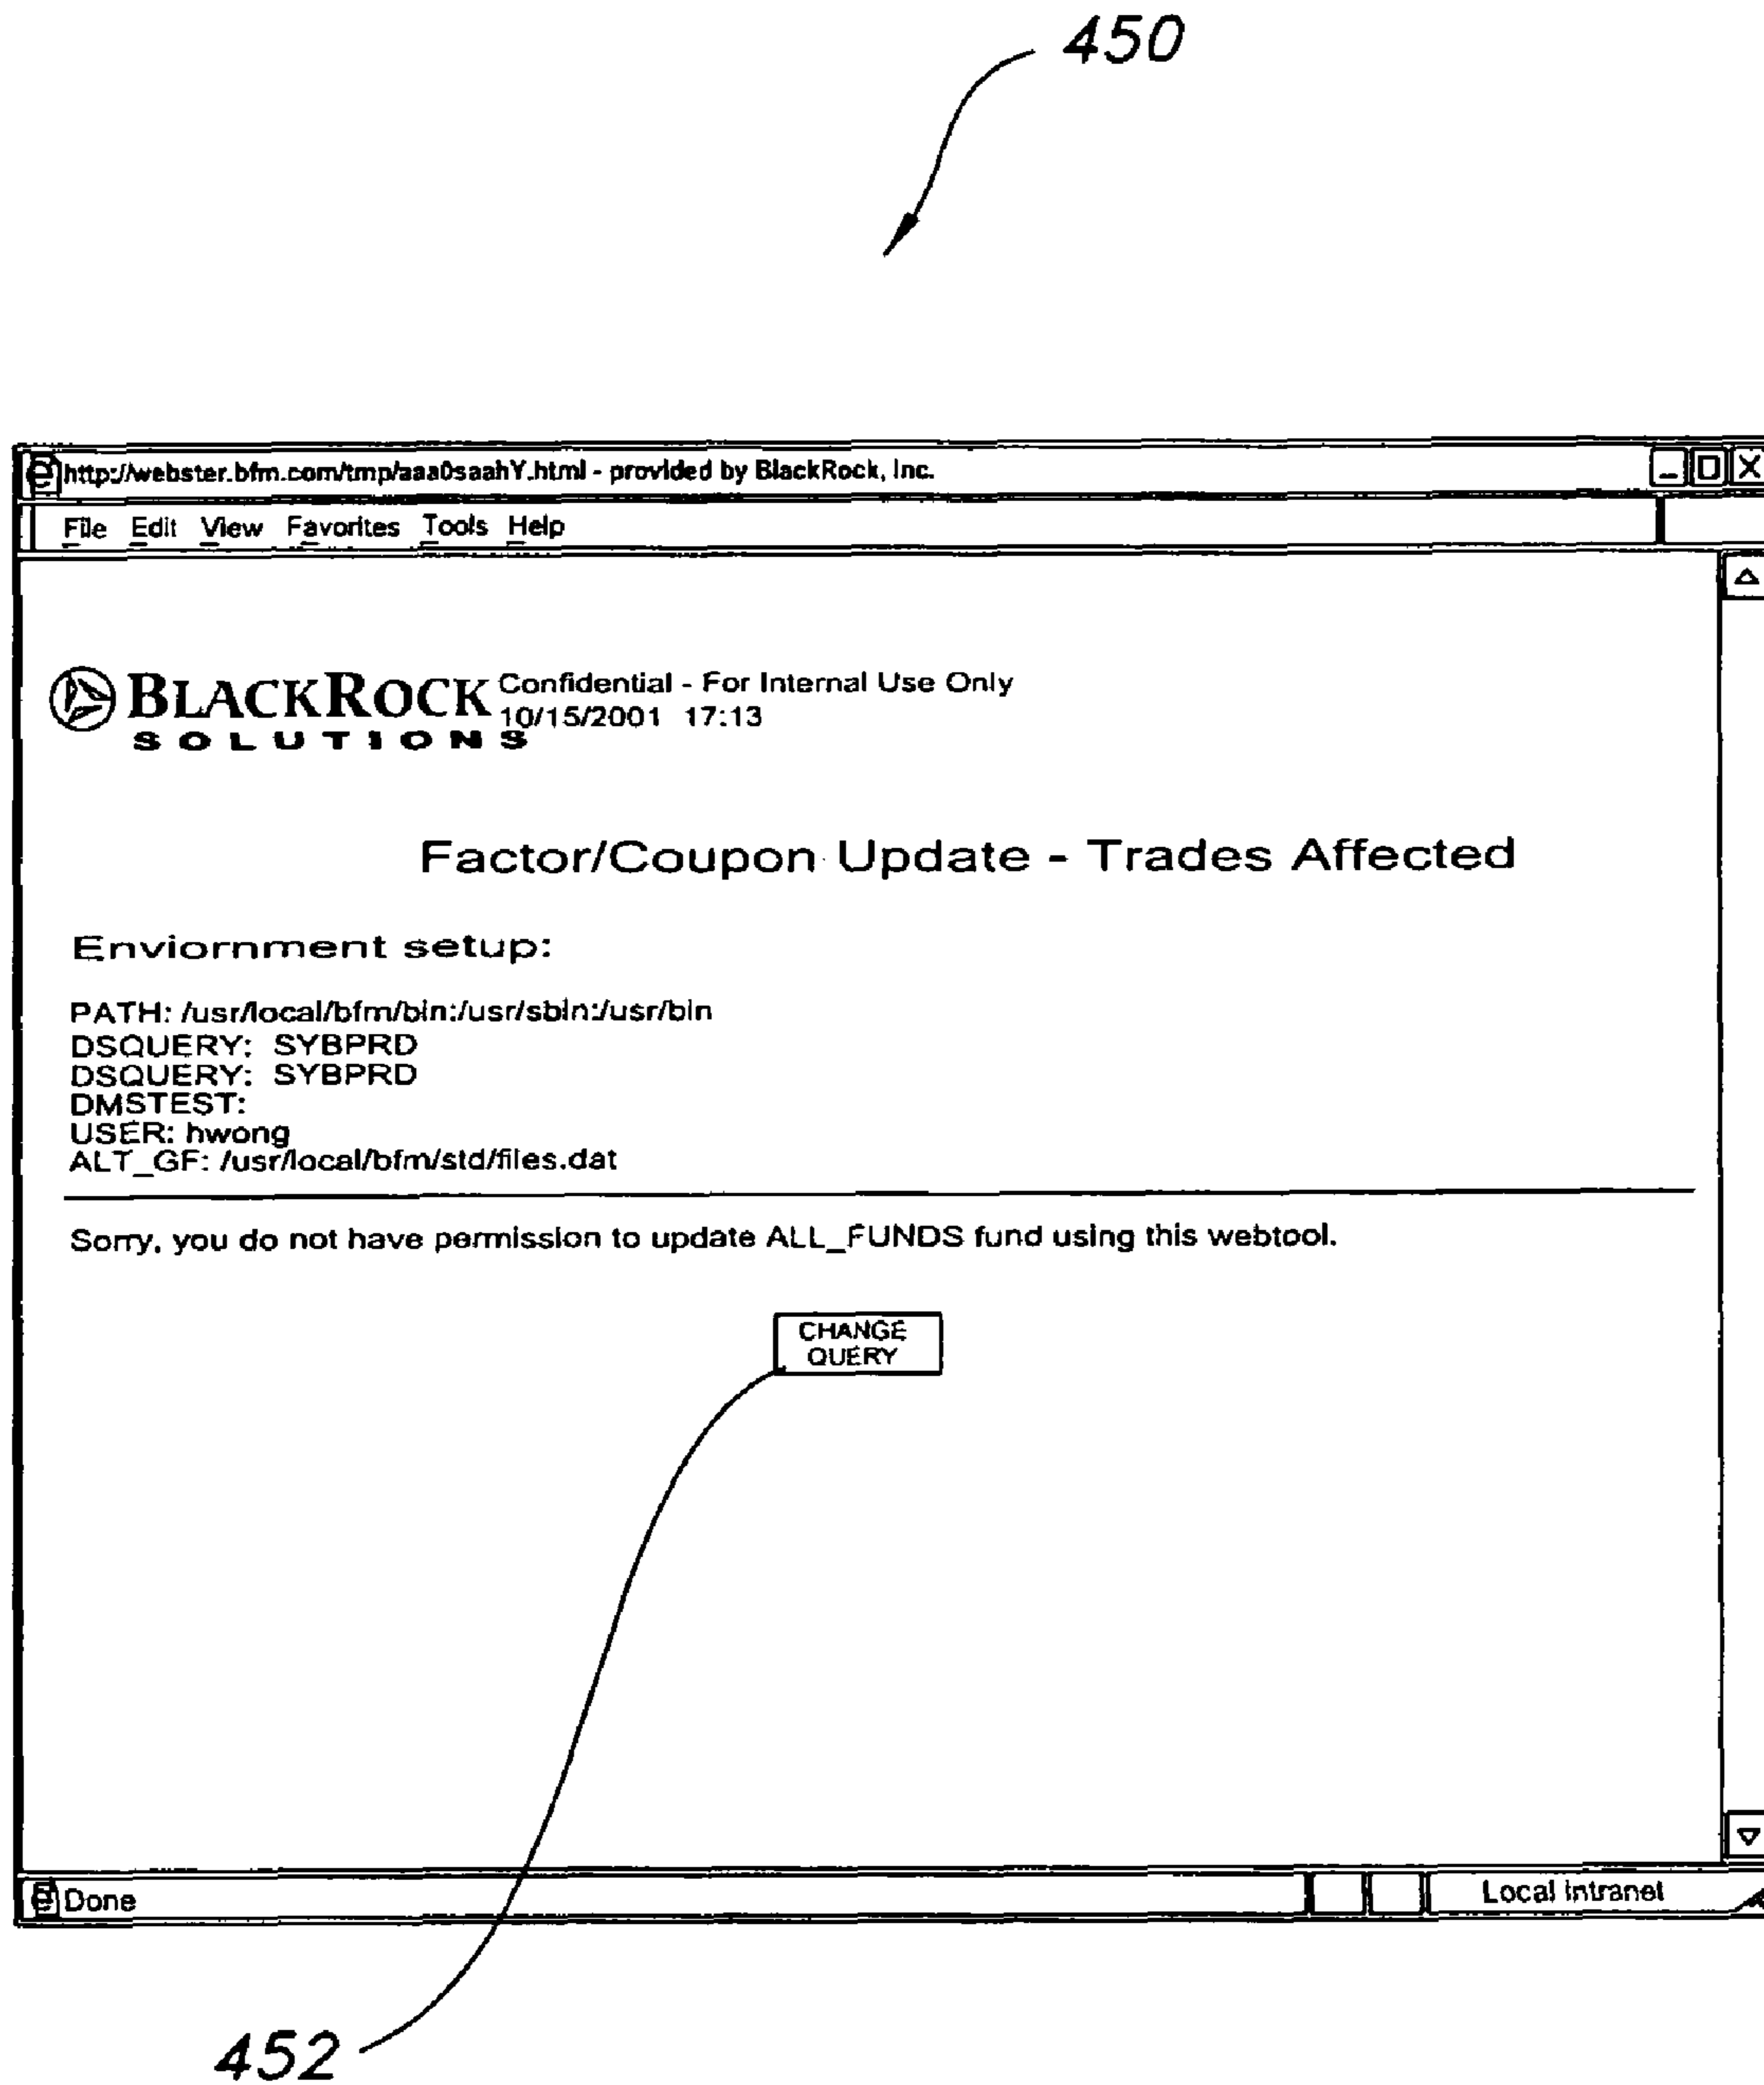 450
http://webster.bfm.com/tmp/aaa0saahY.html - provided by BlackRock, Inc.
File Edit View Favorites Tools Help
BLACKROCK
SOLUTIONS
Confidential - For Internal Use Only
10/15/2001 17:13
Factor/Coupon Update - Trades Affected
Enviornment setup:
PATH: /usr/local/bfm/bin:/usr/sbin:/usr/bin
DSQUERY: SYBPRD
DSQUERY: SYBPRD
DMSTEST:
USER: hwong
ALT_GF: /usr/local/bfm/std/files.dat
Sorry, you do not have permission to update ALL_FUNDS fund using this webtool.
CHANGE
QUERY
Done
Local intranet
452